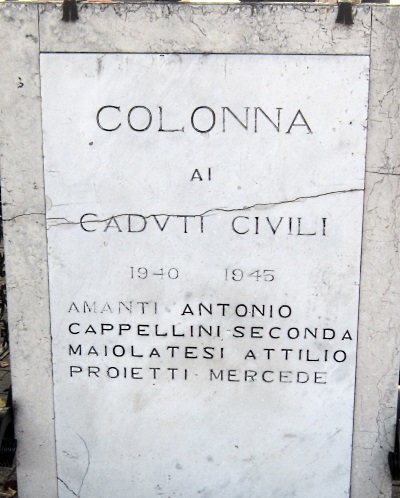 COLONNA
AI
CADVTI CIVILI
1940 1945
AMANTI ANTONIO
CAPPELLINI SECONDA
MAIOLATESI ATTILIO
PROIETTI MERCEDE